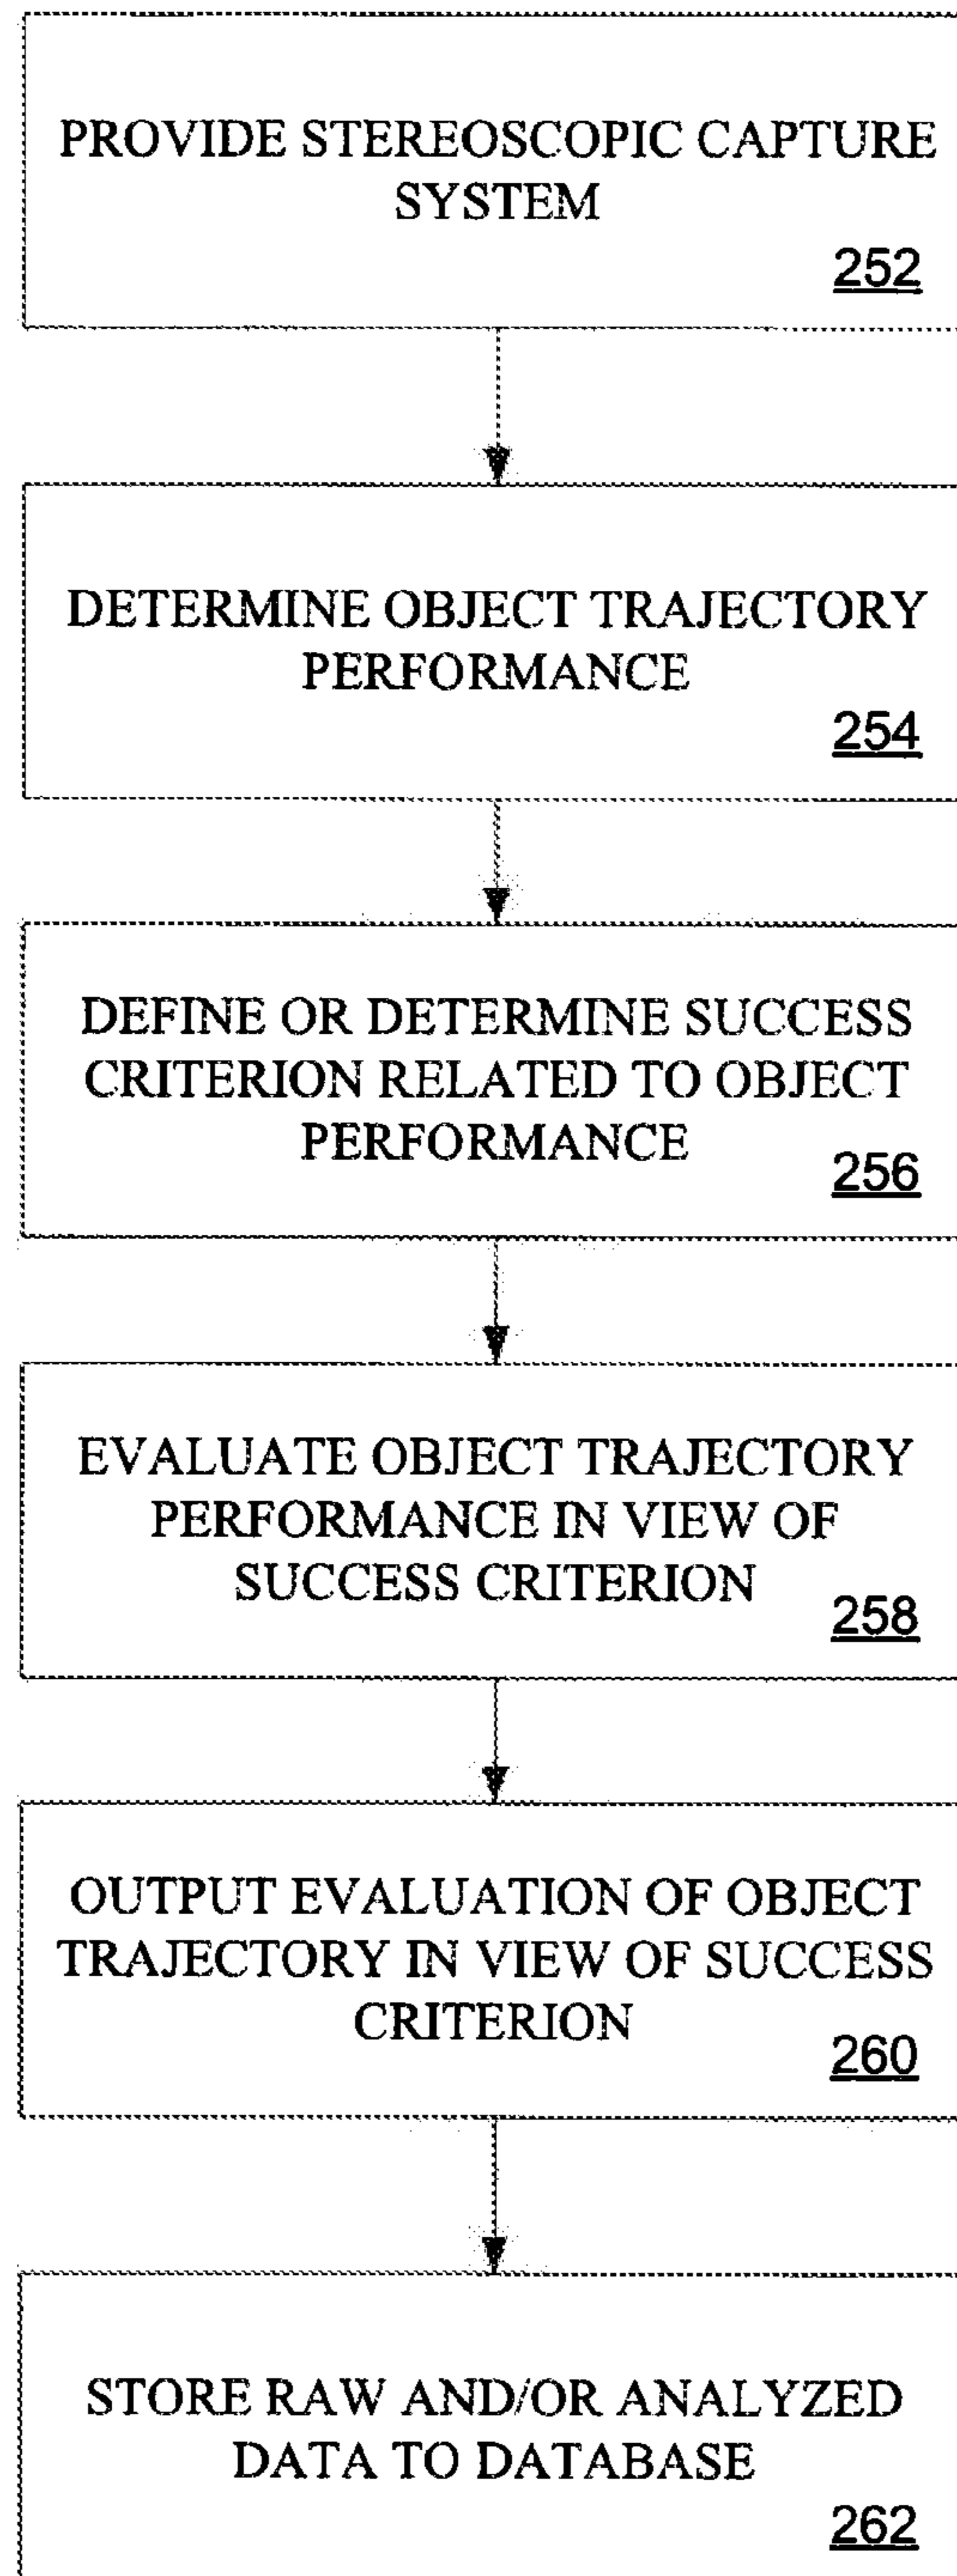 PROVIDE STEREOSCOPIC CAPTURE
SYSTEM
252
DETERMINE OBJECT TRAJECTORY
PERFORMANCE
254
DEFINE OR DETERMINE SUCCESS
CRITERION RELATED TO OBJECT
PERFORMANCE
256
EVALUATE OBJECT TRAJECTORY
PERFORMANCE IN VIEW OF
SUCCESS CRITERION
258
OUTPUT EVALUATION OF OBJECT
TRAJECTORY IN VIEW OF SUCCESS
CRITERION
260
STORE RAW AND/OR ANALYZED
DATA TO DATABASE
262